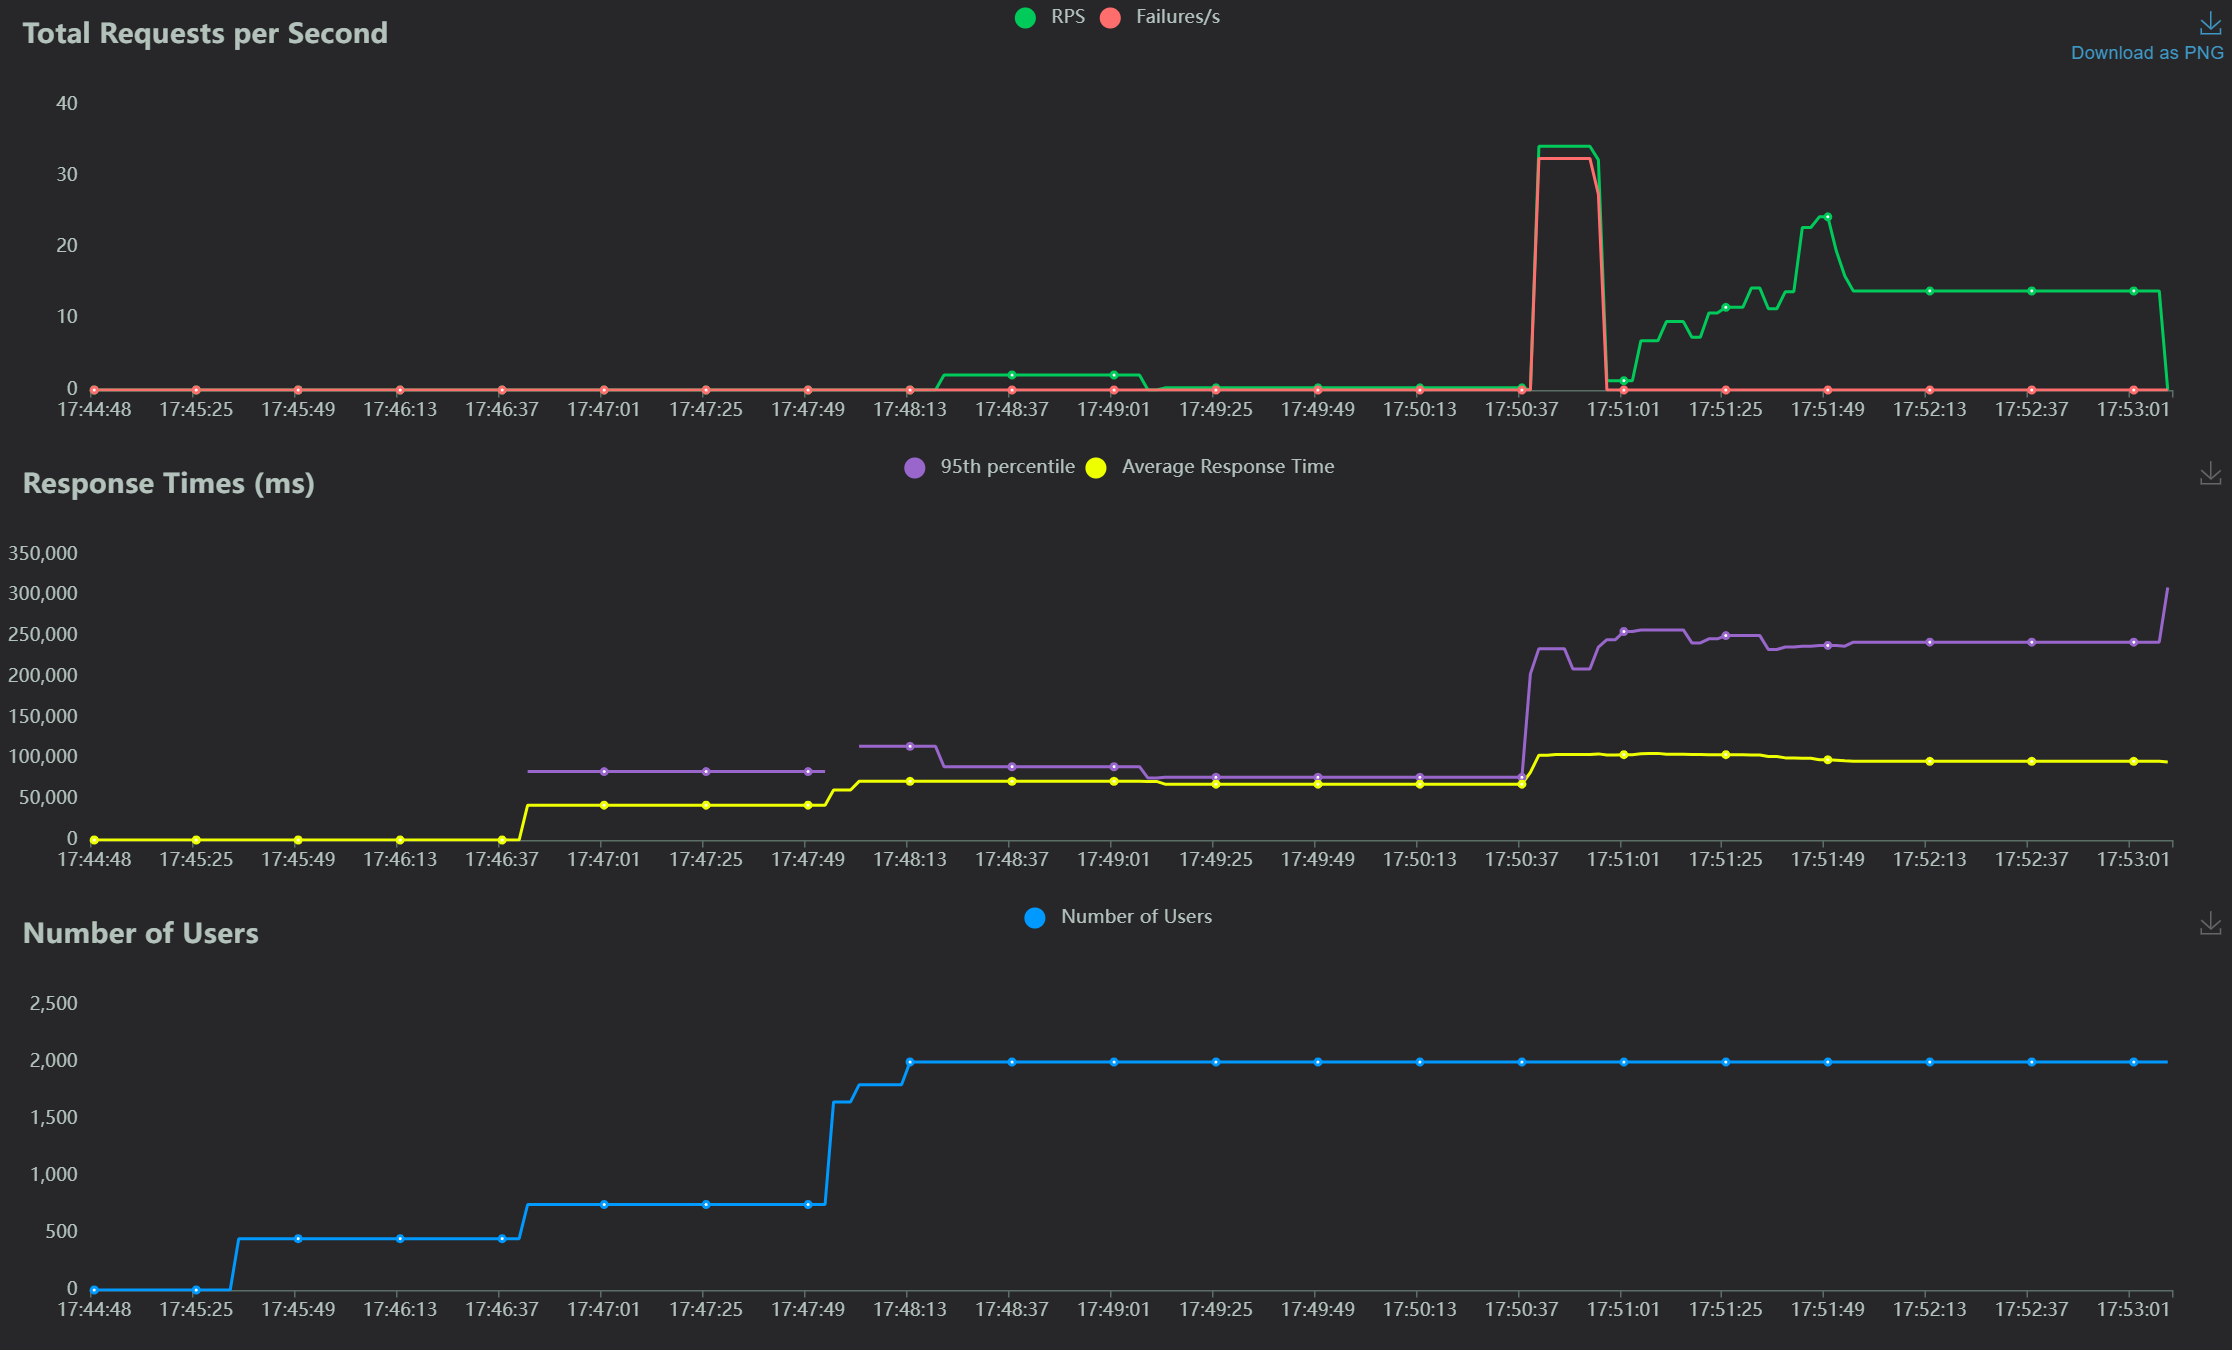 Total Requests per Second
RPS Failures/s
Download as PNG
40
30
20
10
0
17:44:48 17:45:25 17:45:49 17:46:13 17:46:37 17:47:01 17:47:25 17:47:49 17:48:13 17:48:37 17:49:01 17:49:25 17:49:49 17:50:13 17:50:37 17:51:01 17:51:25 17:51:49 17:52:13 17:52:37 17:53:01
Response Times (ms)
95th percentile Average Response Time
350,000
300,000
250,000
200,000
150,000
100,000
50,000
0
17:44:48 17:45:25 17:45:49 17:46:13 17:46:37 17:47:01 17:47:25 17:47:49 17:48:13 17:48:37 17:49:01 17:49:25 17:49:49 17:50:13 17:50:37 17:51:01 17:51:25 17:51:49 17:52:13 17:52:37 17:53:01
Number of Users
Number of Users
2,500
2,000
1,500
1,000
500
0
17:44:48 17:45:25 17:45:49 17:46:13 17:46:37 17:47:01 17:47:25 17:47:49 17:48:13 17:48:37 17:49:01 17:49:25 17:49:49 17:50:13 17:50:37 17:51:01 17:51:25 17:51:49 17:52:13 17:52:37 17:53:01